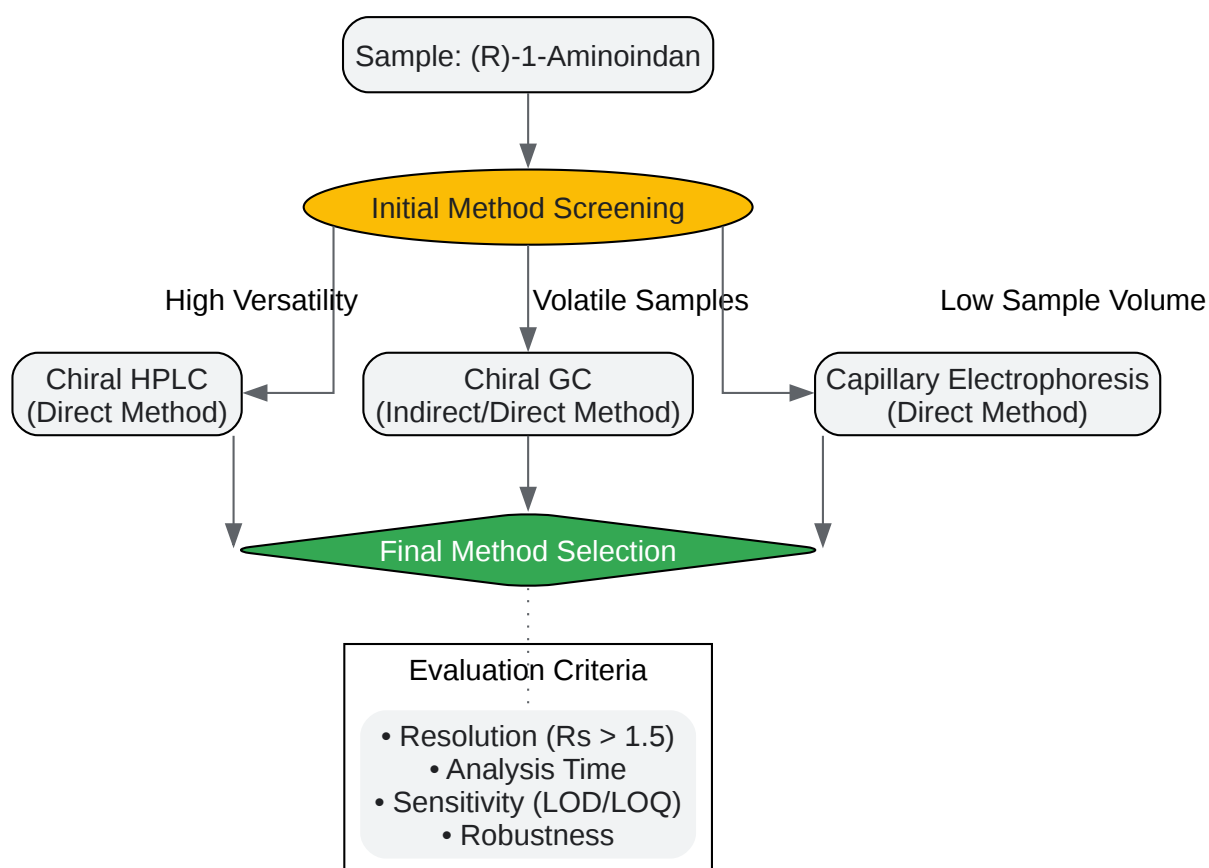 Sample: (R)-1-Aminoindan
Initial Method Screening
High Versatility
Volatile Samples
Low Sample Volume
Chiral HPLC
(Direct Method)
Chiral GC
(Indirect/Direct Method)
Capillary Electrophoresis
(Direct Method)
Final Method Selection
Evaluation Criteria
• Resolution (Rs > 1.5)
• Analysis Time
• Sensitivity (LOD/LOQ)
• Robustness